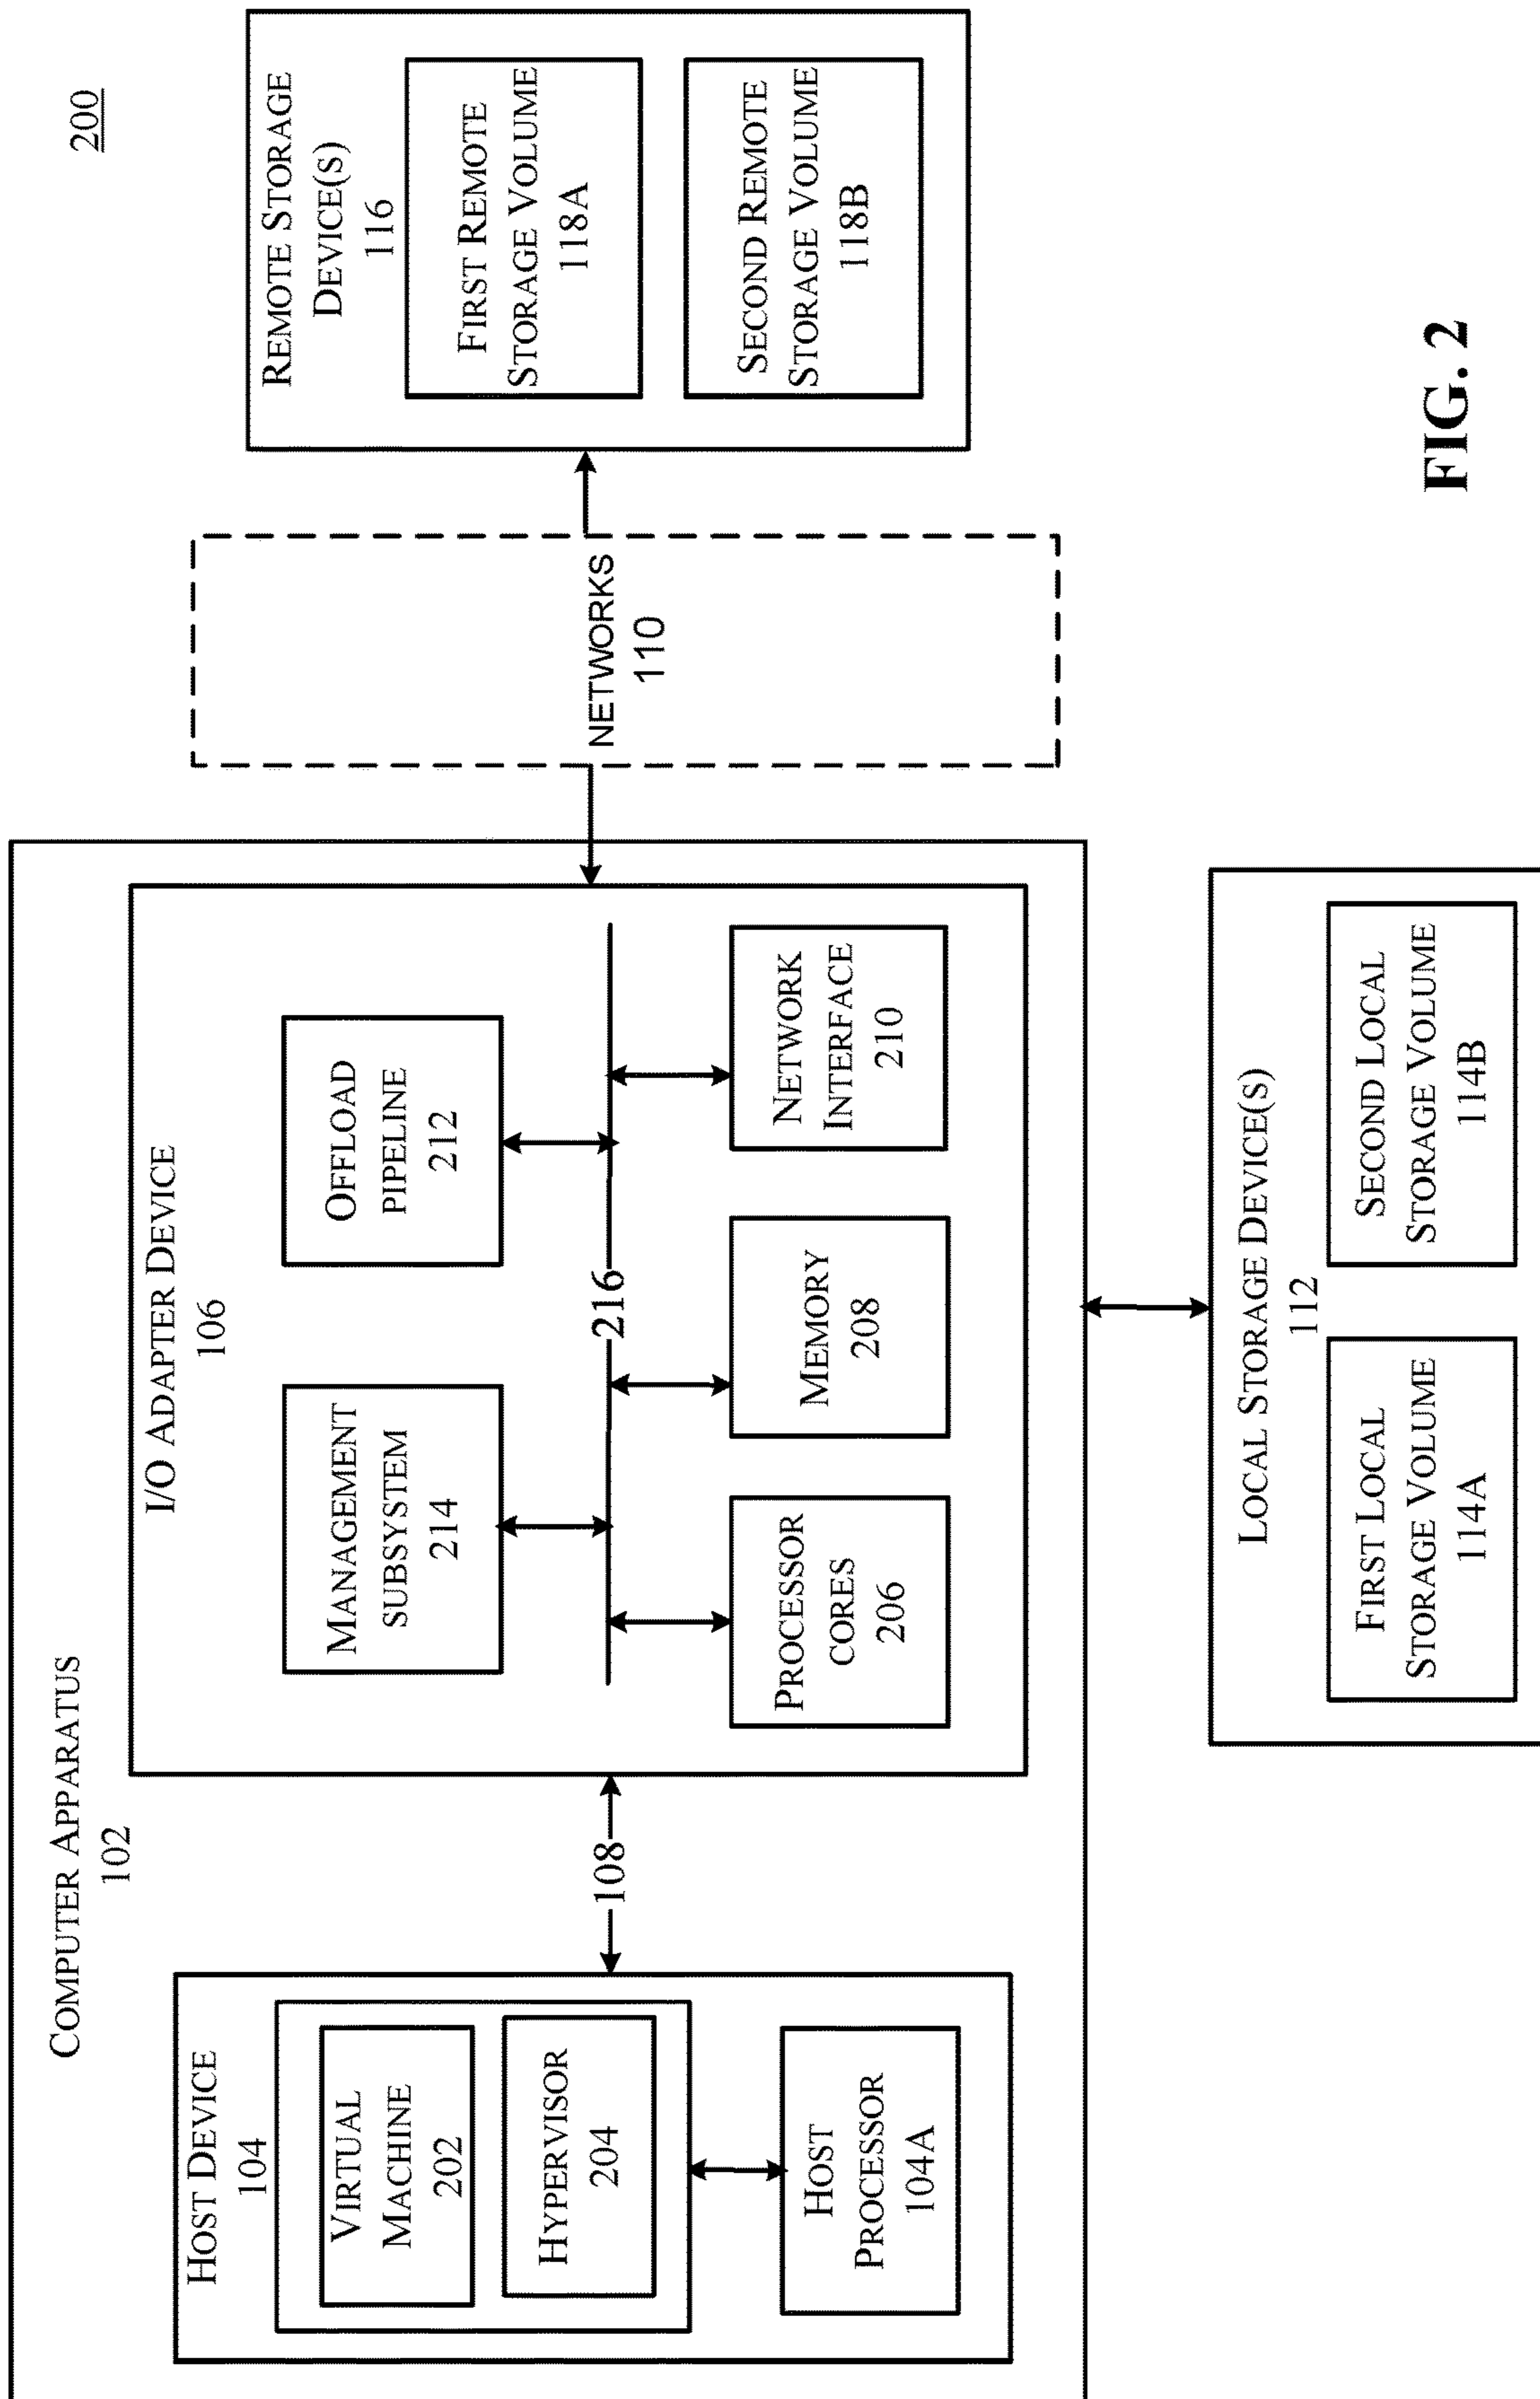 200
COMPUTER APPARATUS
102
HOST DEVICE
104
VIRTUAL
MACHINE
202
HYPERVISOR
204
HOST
PROCESSOR
104A
108
I/O ADAPTER DEVICE
106
MANAGEMENT
SUBSYSTEM
214
OFFLOAD
PIPELINE
212
216
PROCESSOR
CORES
206
MEMORY
208
NETWORK
INTERFACE
210
NETWORKS
110
REMOTE STORAGE
DEVICE(S)
116
FIRST REMOTE
STORAGE VOLUME
118A
SECOND REMOTE
STORAGE VOLUME
118B
LOCAL STORAGE DEVICE(S)
112
FIRST LOCAL
STORAGE VOLUME
114A
SECOND LOCAL
STORAGE VOLUME
114B
FIG. 2